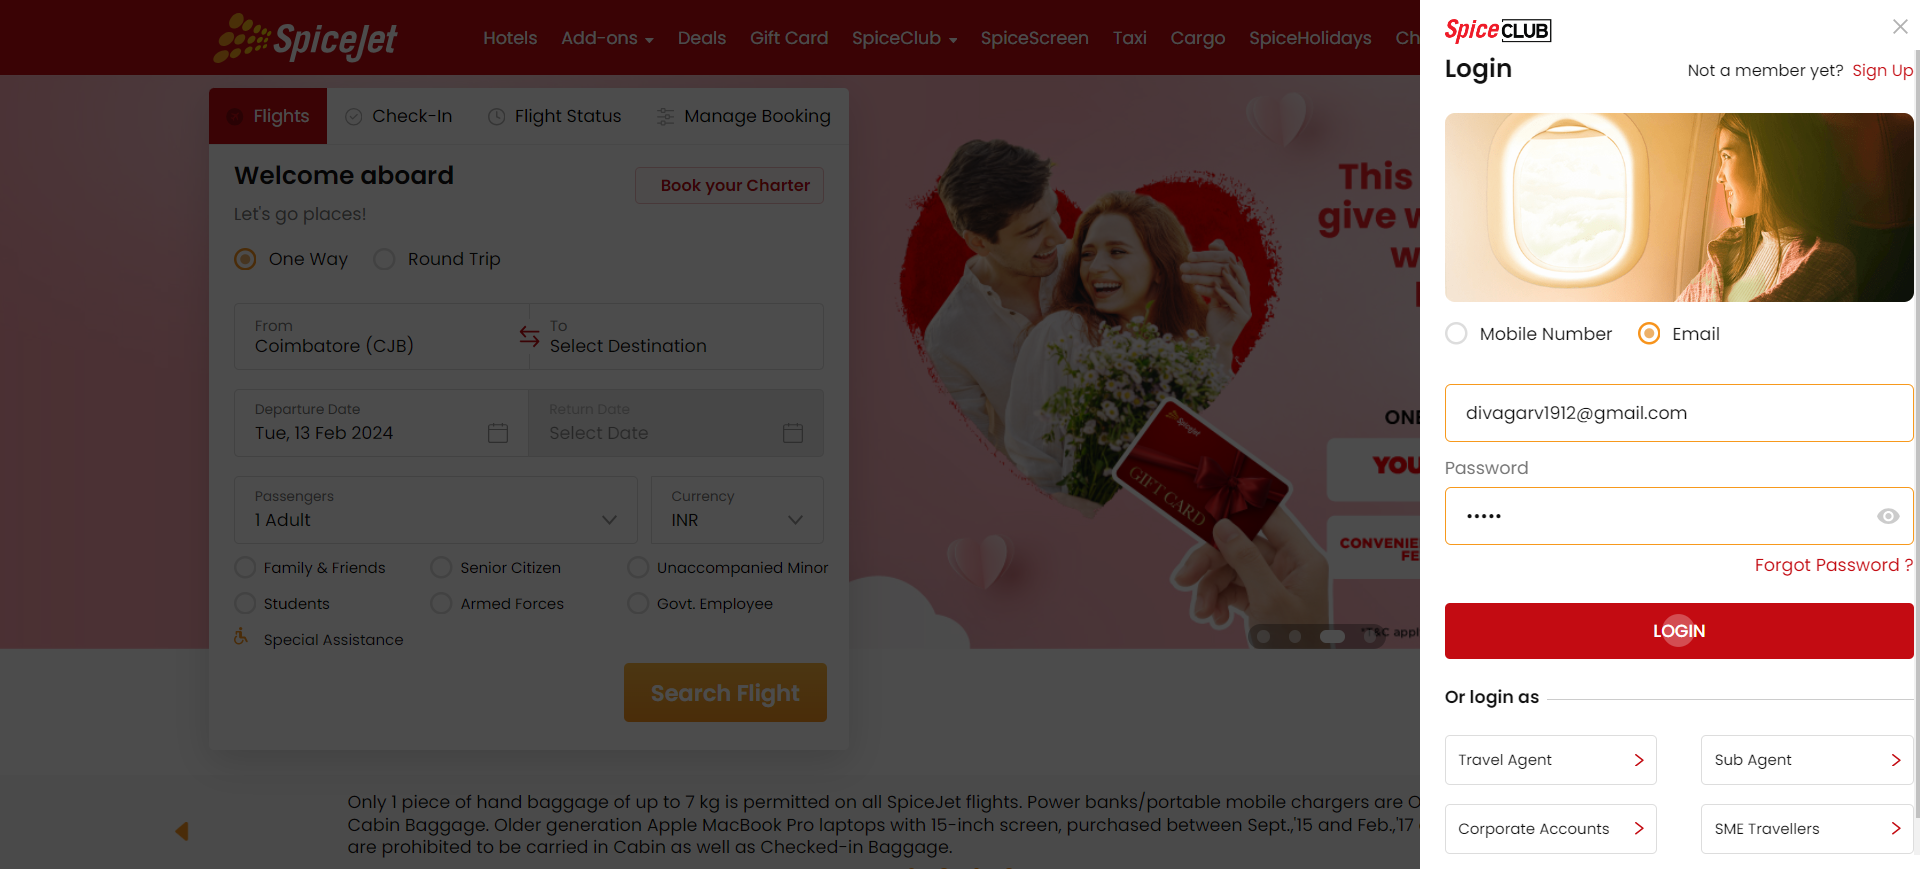 SpiceJet
Hotels Add-ons Deals Gift Card SpiceClub SpiceScreen Taxi Cargo SpiceHolidays Ch
Flights Check-In Flight Status Manage Booking
Welcome aboard
Book your Charter
Let's go places!
One Way Round Trip
From
Coimbatore (CJB)
To
Select Destination
Departure Date
Tue, 13 Feb 2024
Return Date
Select Date
Passengers
1 Adult
Currency
INR
Family & Friends Senior Citizen Unaccompanied Minor
Students Armed Forces Govt. Employee
Special Assistance
Search Flight
This
give w
w
ONE
YOU
CONVENIE
FE
SpiceJet
GIFT CARD
*T&C appl
Only 1 piece of hand baggage of up to 7 kg is permitted on all SpiceJet flights. Power banks/portable mobile chargers are O
Cabin Baggage. Older generation Apple MacBook Pro laptops with 15-inch screen, purchased between Sept.,'15 and Feb.,'17
are prohibited to be carried in Cabin as well as Checked-in Baggage.
Spice CLUB
Login
Not a member yet? Sign Up
Mobile Number Email
divagarv1912@gmail.com
Password
•••••
Forgot Password ?
LOGIN
Or login as
Travel Agent Sub Agent
Corporate Accounts SME Travellers